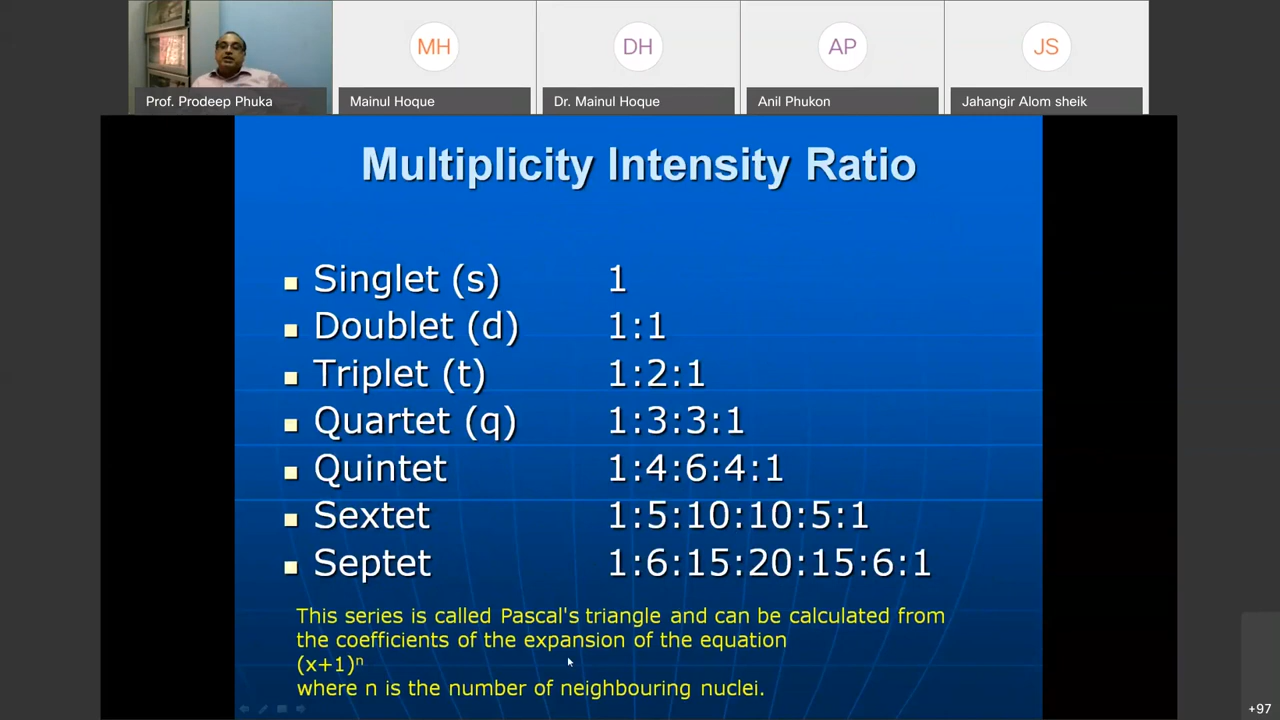 MH
DH
AP
JS
Prof. Prodeep Phuka
Mainul Hoque
Dr. Mainul Hoque
Anil Phukon
Jahangir Alom sheik
Multiplicity Intensity Ratio
Singlet (s) 1
Doublet (d) 1:1
Triplet (t) 1:2:1
Quartet (q) 1:3:3:1
Quintet 1:4:6:4:1
Sextet 1:5:10:10:5:1
Septet 1:6:15:20:15:6:1
This series is called Pascal's triangle and can be calculated from
the coefficients of the expansion of the equation
(x+1)ⁿ
where n is the number of neighbouring nuclei.
+97